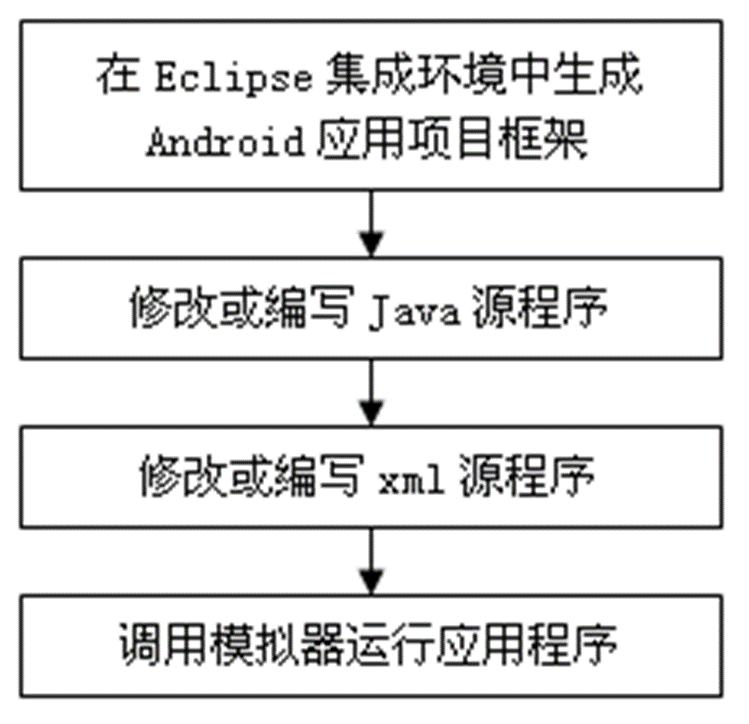 在 Eclipse 集成环境中生成
Android 应用项目框架
修改或编写 Java 源程序
修改或编写 xml 源程序
调用模拟器运行应用程序